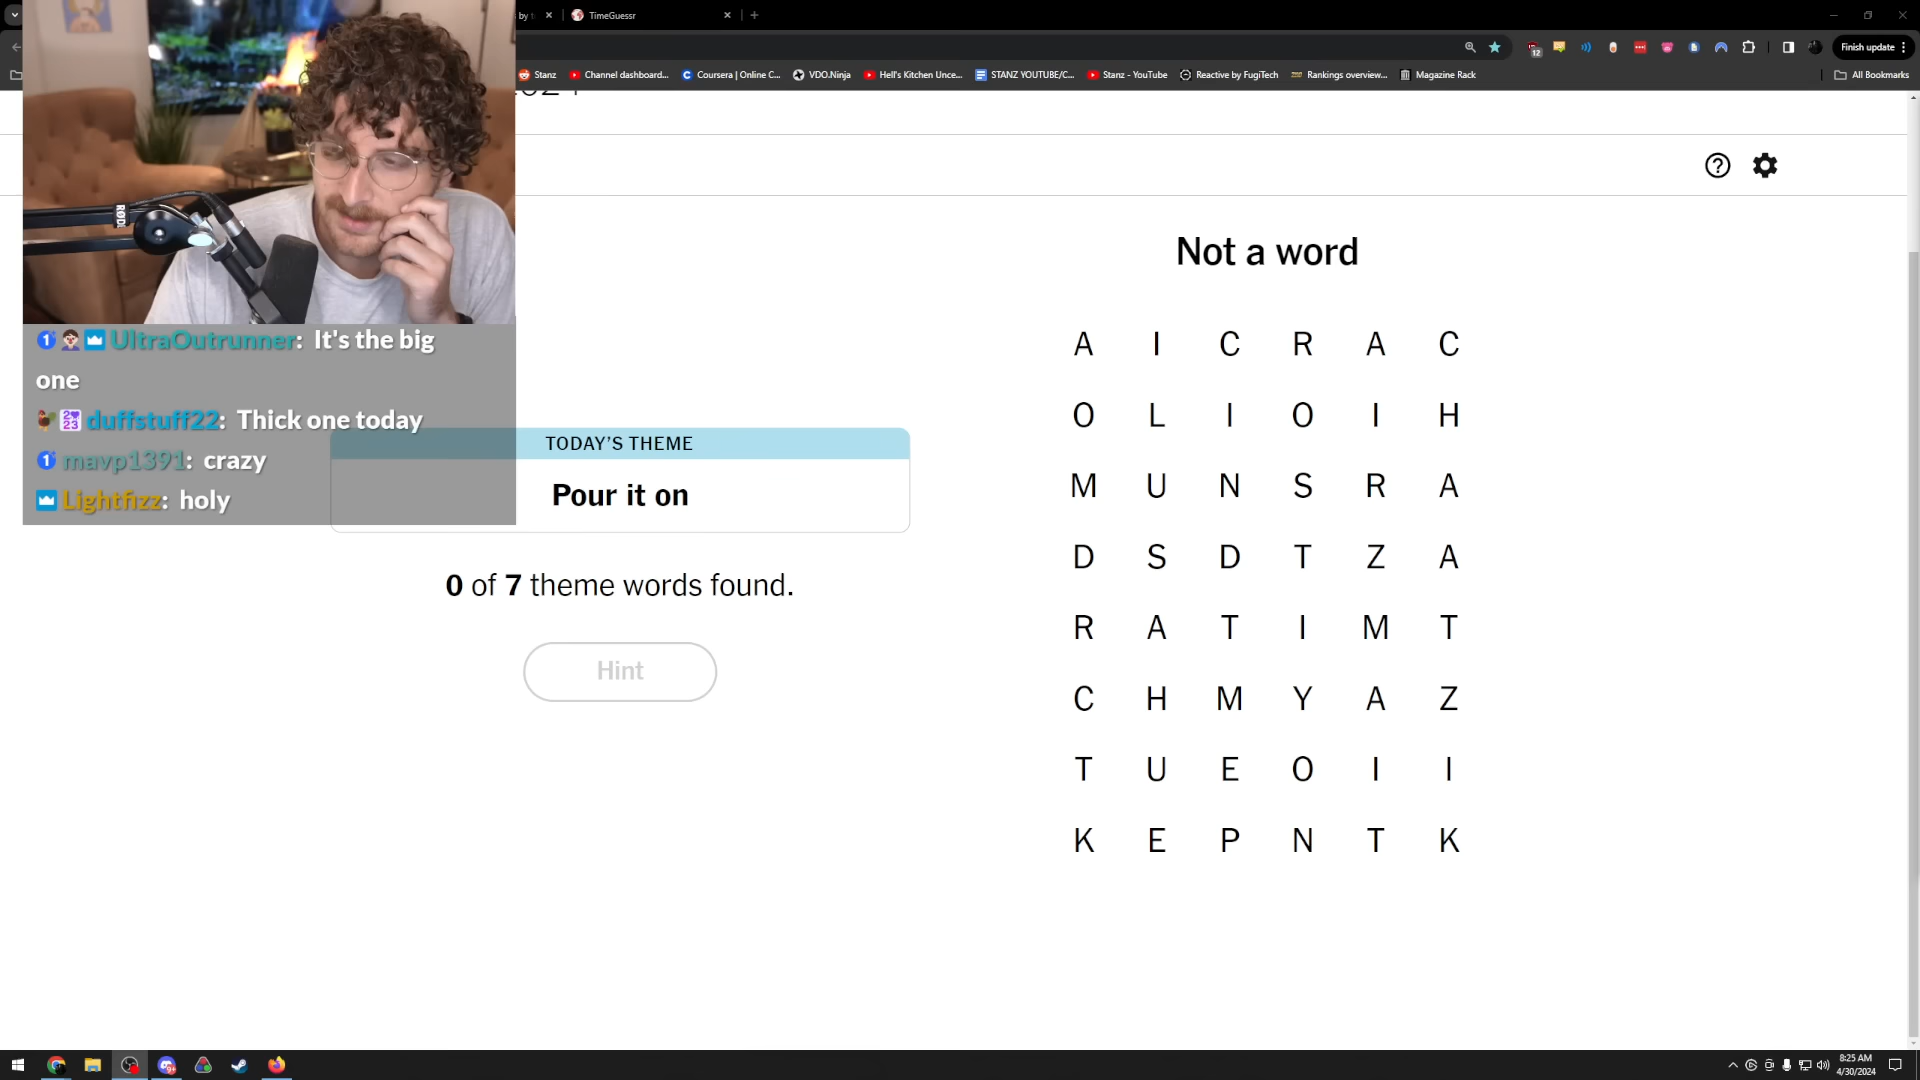 by t
TimeGuessr
Finish update
Stanz
Channel dashboard...
Coursera | Online C...
VDO.Ninja
Hell's Kitchen Unce...
STANZ YOUTUBE/C...
Stanz - YouTube
Reactive by FugiTech
Rankings overview...
Magazine Rack
All Bookmarks
12
RØDE
UltraOutrunner: It's the big
one
duffstuff22: Thick one today
mavp1391: crazy
Lightfizz: holy
TODAY'S THEME
Pour it on
0 of 7 theme words found.
Hint
Not a word
A I C R A C
O L I O I H
M U N S R A
D S D T Z A
R A T I M T
C H M Y A Z
T U E O I I
K E P N T K
8:25 AM
4/30/2024